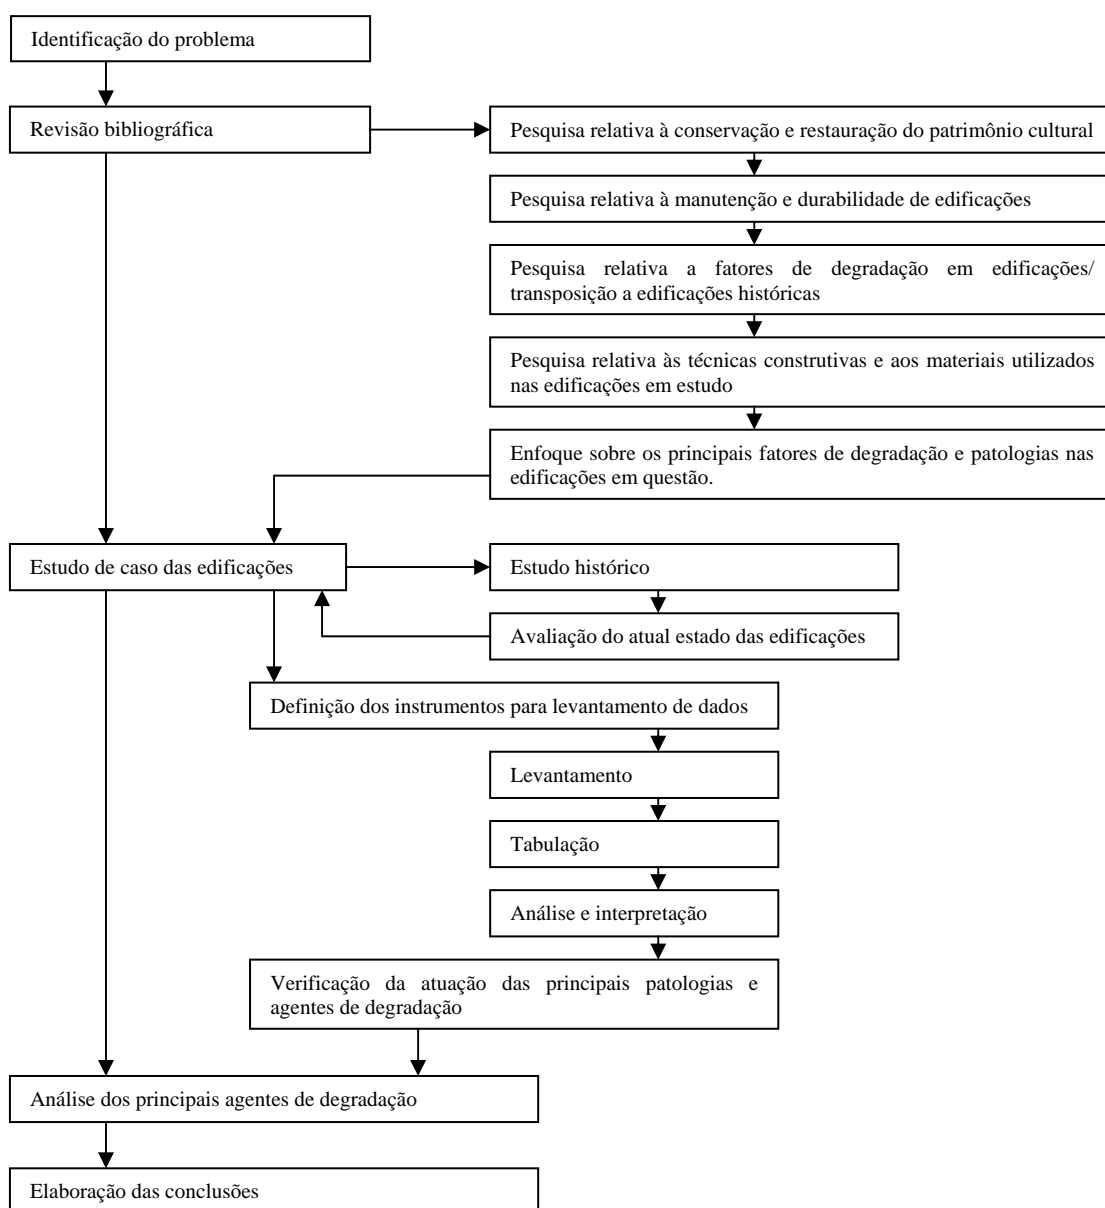 Identificação do problema
Revisão bibliográfica
Pesquisa relativa à conservação e restauração do patrimônio cultural
Pesquisa relativa à manutenção e durabilidade de edificações
Pesquisa relativa a fatores de degradação em edificações/
transposição a edificações históricas
Pesquisa relativa às técnicas construtivas e aos materiais utilizados
nas edificações em estudo
Enfoque sobre os principais fatores de degradação e patologias nas
edificações em questão.
Estudo de caso das edificações
Estudo histórico
Avaliação do atual estado das edificações
Definição dos instrumentos para levantamento de dados
Levantamento
Tabulação
Análise e interpretação
Verificação da atuação das principais patologias e
agentes de degradação
Análise dos principais agentes de degradação
Elaboração das conclusões